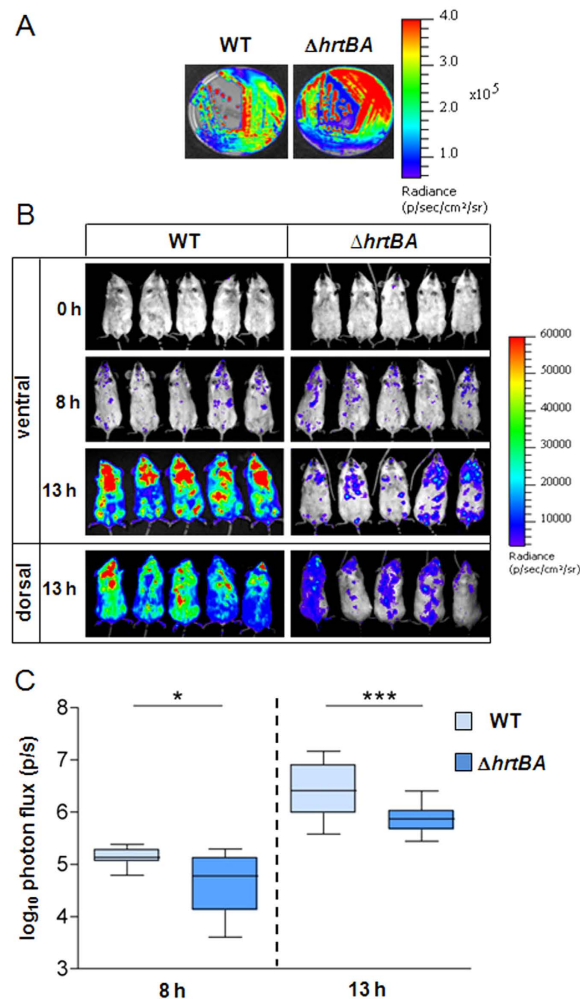 A
WT ΔhrtBA
4.0
3.0
x10⁵
2.0
1.0
Radiance
(p/sec/cm²/sr)
B
WT ΔhrtBA
ventral
0 h
8 h
13 h
dorsal
13 h
60000
50000
40000
30000
20000
10000
Radiance
(p/sec/cm²/sr)
C
log₁₀ photon flux (p/s)
8
7
6
5
4
3
* ***
WT
ΔhrtBA
8 h 13 h